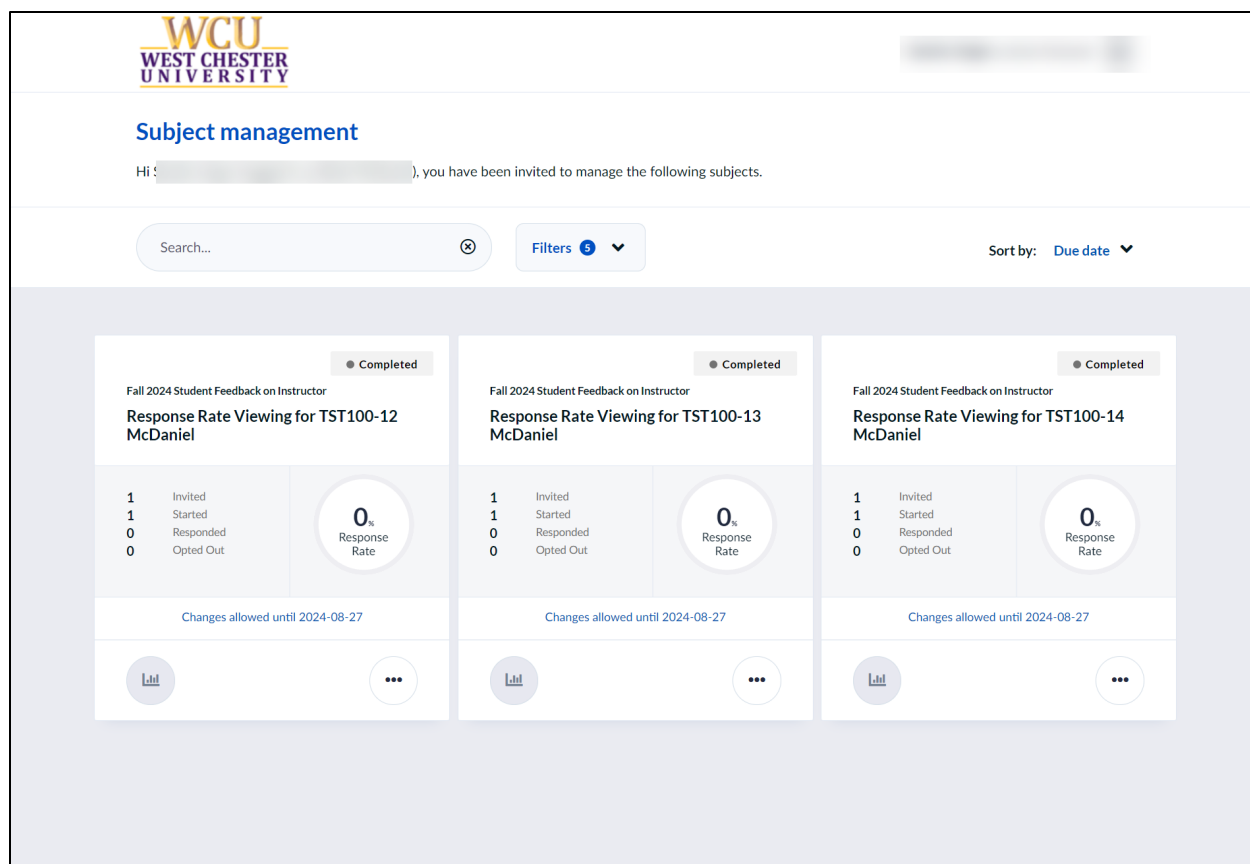 WCU
WEST CHESTER
UNIVERSITY
Subject management
Hi ), you have been invited to manage the following subjects.
Search...
Filters 5
Sort by: Due date
Completed
Fall 2024 Student Feedback on Instructor
Response Rate Viewing for TST100-12
McDaniel
1 Invited
1 Started
0 Responded
0 Opted Out
0%
Response
Rate
Changes allowed until 2024-08-27
Completed
Fall 2024 Student Feedback on Instructor
Response Rate Viewing for TST100-13
McDaniel
1 Invited
1 Started
0 Responded
0 Opted Out
0%
Response
Rate
Changes allowed until 2024-08-27
Completed
Fall 2024 Student Feedback on Instructor
Response Rate Viewing for TST100-14
McDaniel
1 Invited
1 Started
0 Responded
0 Opted Out
0%
Response
Rate
Changes allowed until 2024-08-27